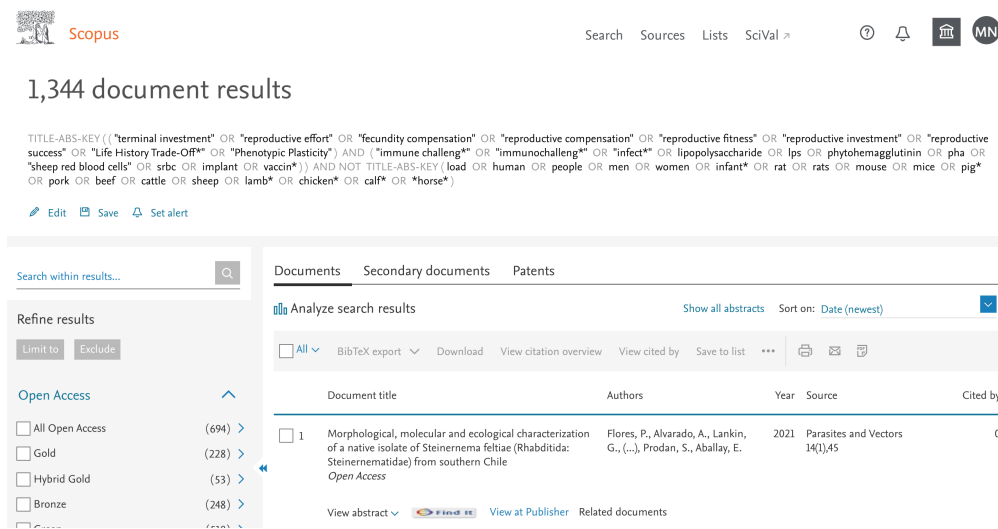 Scopus
Search Sources Lists SciVal ↗ MN
1,344 document results
TITLE-ABS-KEY ( ( "terminal investment" OR "reproductive effort" OR "fecundity compensation" OR "reproductive compensation" OR "reproductive fitness" OR "reproductive investment" OR "reproductive
success" OR "Life History Trade-Off*" OR "Phenotypic Plasticity" ) AND ( "immune challeng*" OR "immunochalleng*" OR "infect*" OR lipopolysaccharide OR lps OR phytohemagglutinin OR pha OR
"sheep red blood cells" OR srbc OR implant OR vaccin* ) ) AND NOT TITLE-ABS-KEY ( load OR human OR people OR men OR women OR infant* OR rat OR rats OR mouse OR mice OR pig*
OR pork OR beef OR cattle OR sheep OR lamb* OR chicken* OR calf* OR *horse* )
Edit Save Set alert
Search within results...
Refine results
Limit to Exclude
Open Access
All Open Access (694)
Gold (228)
Hybrid Gold (53)
Bronze (248)
Documents Secondary documents Patents
Analyze search results
Show all abstracts Sort on: Date (newest)
All BibTeX export Download View citation overview View cited by Save to list •••
Document title Authors Year Source Cited by
1 Morphological, molecular and ecological characterization Flores, P., Alvarado, A., Lankin, 2021 Parasites and Vectors 0
of a native isolate of Steinernema feltiae (Rhabditida: G., (...), Prodan, S., Aballay, E. 14(1),45
Steinernematidae) from southern Chile
Open Access
View abstract Find it View at Publisher Related documents